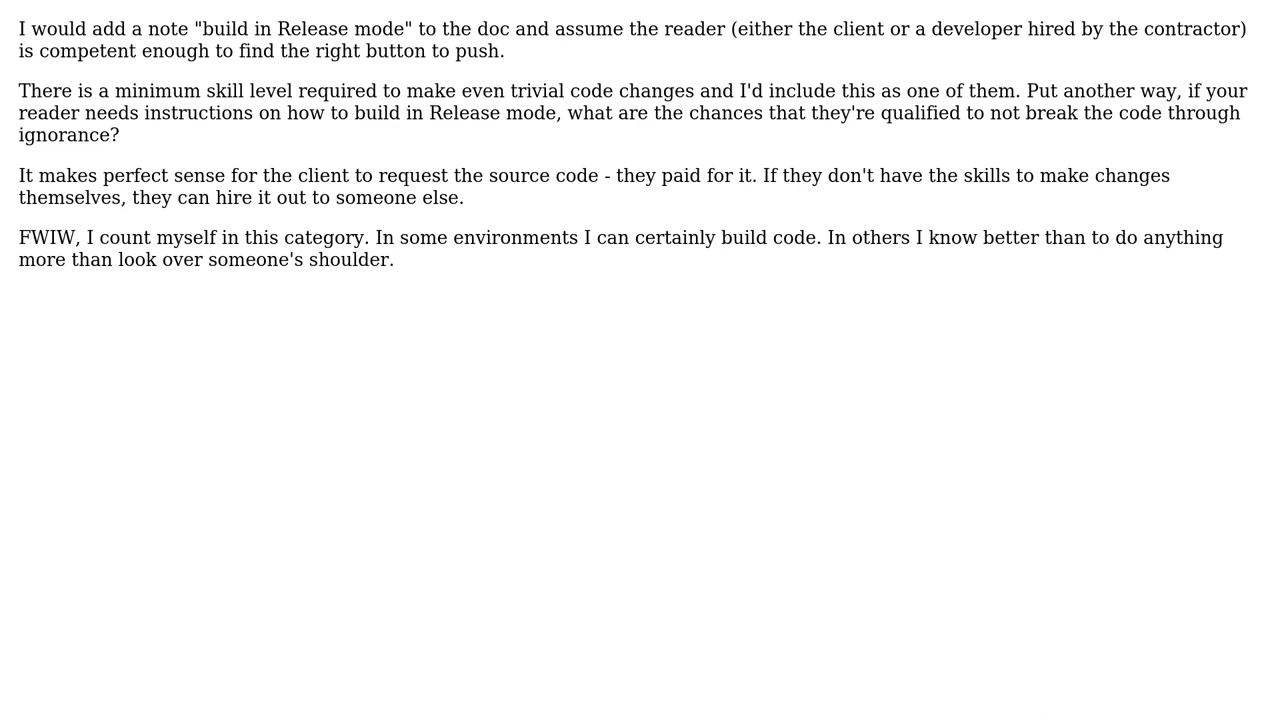 I would add a note "build in Release mode" to the doc and assume the reader (either the client or a developer hired by the contractor)
is competent enough to find the right button to push.
There is a minimum skill level required to make even trivial code changes and I'd include this as one of them. Put another way, if your
reader needs instructions on how to build in Release mode, what are the chances that they're qualified to not break the code through
ignorance?
It makes perfect sense for the client to request the source code - they paid for it. If they don't have the skills to make changes
themselves, they can hire it out to someone else.
FWIW, I count myself in this category. In some environments I can certainly build code. In others I know better than to do anything
more than look over someone's shoulder.